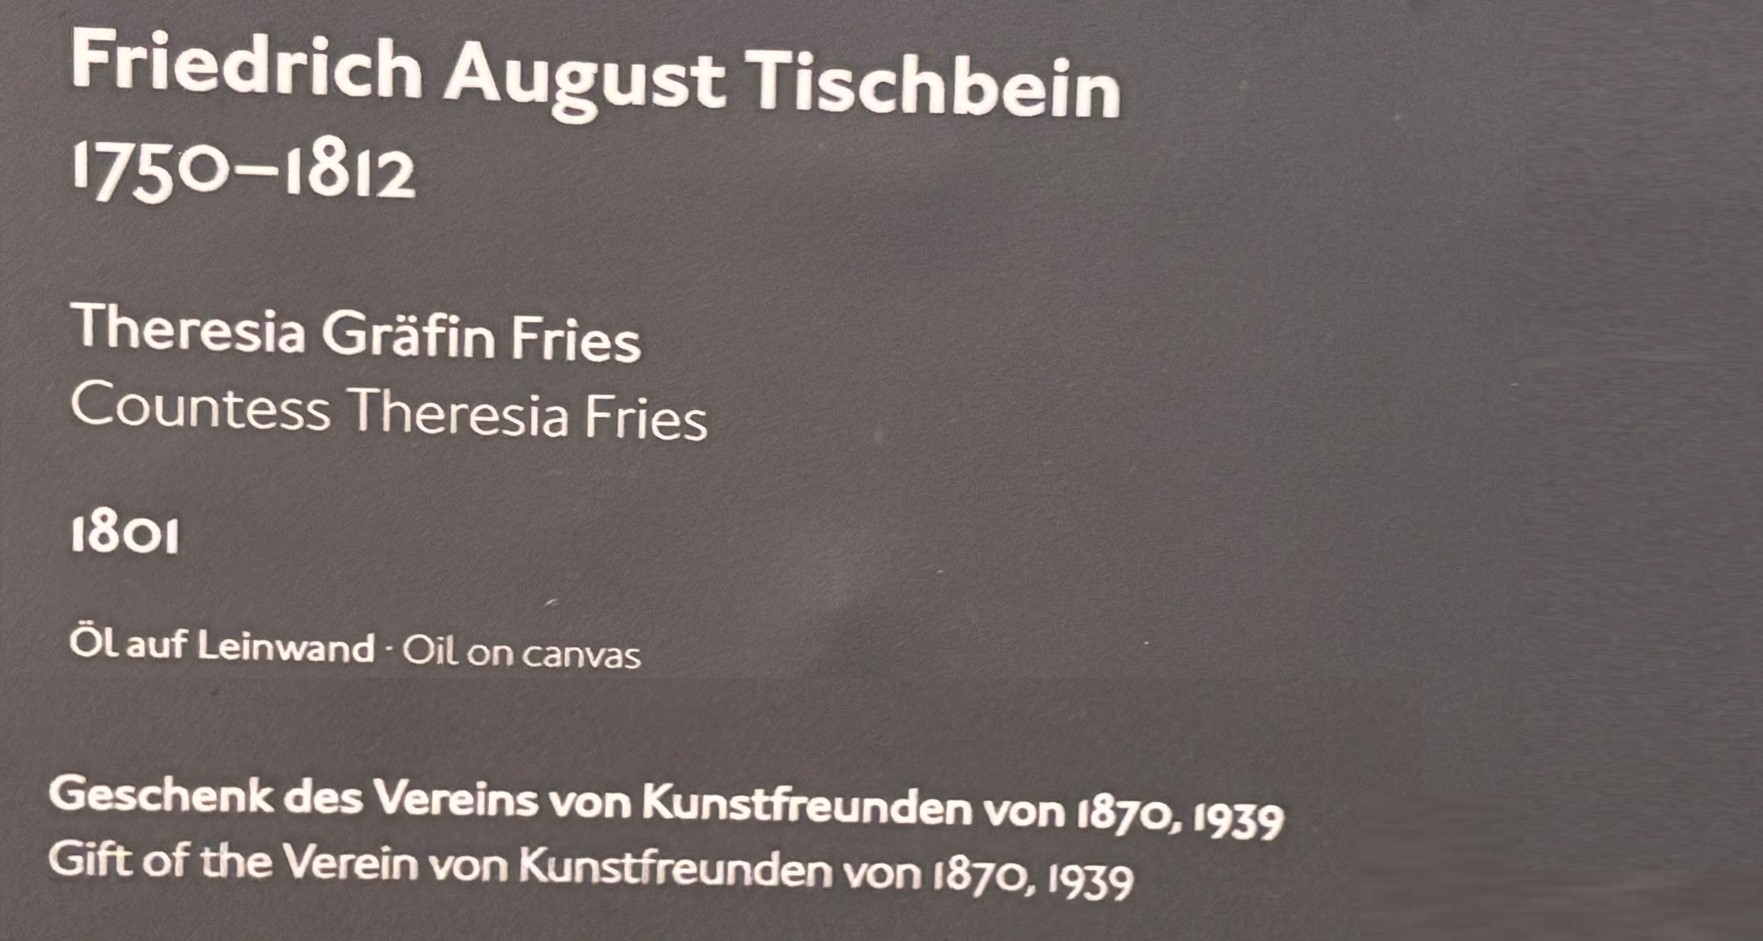 Friedrich August Tischbein
1750–1812
Theresia Gräfin Fries
Countess Theresia Fries
1801
Öl auf Leinwand · Oil on canvas
Geschenk des Vereins von Kunstfreunden von 1870, 1939
Gift of the Verein von Kunstfreunden von 1870, 1939